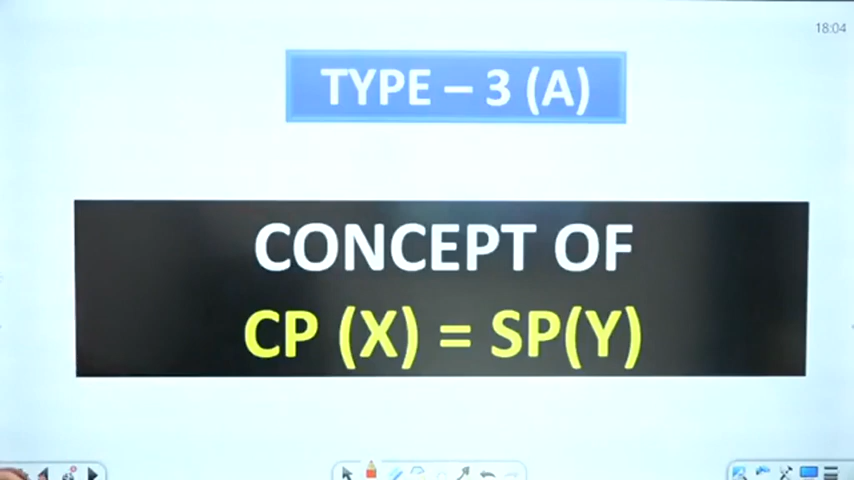 18:04
TYPE – 3 (A)
CONCEPT OF
CP (X) = SP(Y)